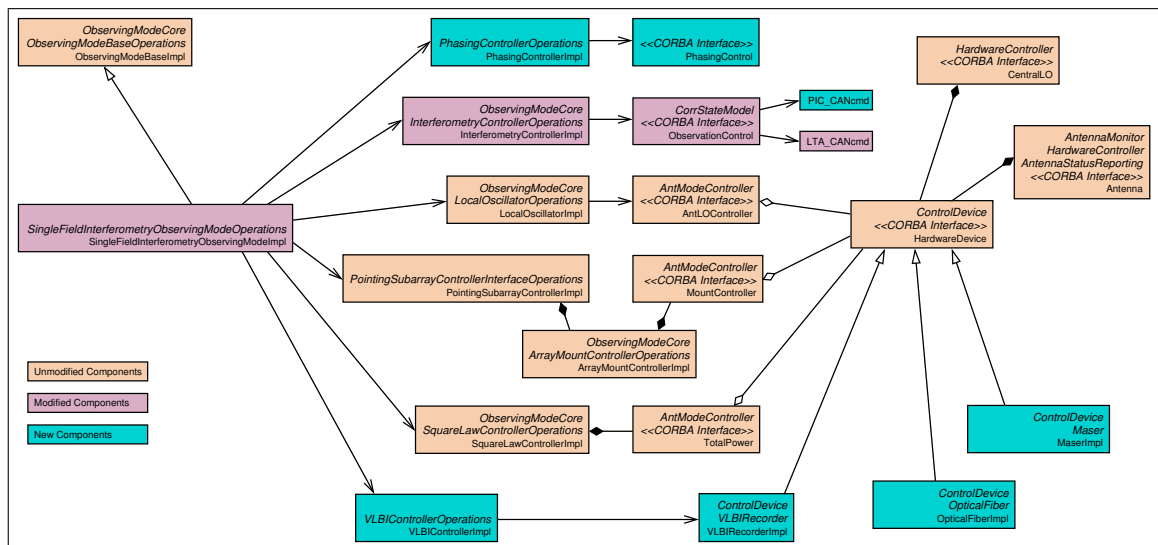 ObservingModeCore
ObservingModeBaseOperations
ObservingModeBaseImpl
PhasingControllerOperations
PhasingControllerImpl
<<CORBA Interface>>
PhasingControl
HardwareController
<<CORBA Interface>>
CentralLO
ObservingModeCore
InterferometryControllerOperations
InterferometryControllerImpl
CorrStateModel
<<CORBA Interface>>
ObservationControl
PIC_CANcmd
LTA_CANcmd
AntennaMonitor
HardwareController
AntennaStatusReporting
<<CORBA Interface>>
Antenna
SingleFieldInterferometryObservingModeOperations
SingleFieldInterferometryObservingModeImpl
ObservingModeCore
LocalOscillatorOperations
LocalOscillatorImpl
AntModeController
<<CORBA Interface>>
AntLOController
ControlDevice
<<CORBA Interface>>
HardwareDevice
PointingSubarrayControllerInterfaceOperations
PointingSubarrayControllerImpl
AntModeController
<<CORBA Interface>>
MountController
ObservingModeCore
ArrayMountControllerOperations
ArrayMountControllerImpl
Unmodified Components
Modified Components
New Components
ObservingModeCore
SquareLawControllerOperations
SquareLawControllerImpl
AntModeController
<<CORBA Interface>>
TotalPower
ControlDevice
Maser
MaserImpl
VLBIControllerOperations
VLBIControllerImpl
ControlDevice
VLBIRecorder
VLBIRecorderImpl
ControlDevice
OpticalFiber
OpticalFiberImpl